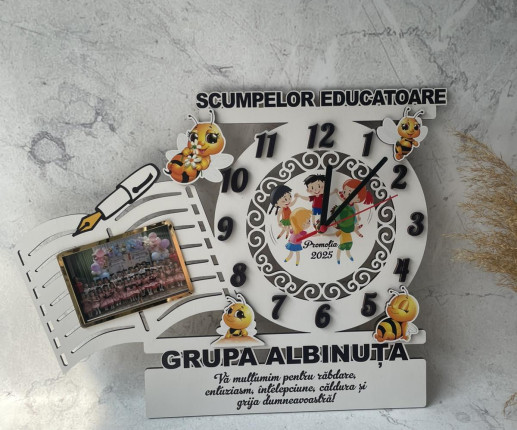 SCUMPELOR EDUCATOARE
11 12 1
10 2
9 3
8 4
7 6 5
Promoția
2025
GRUPA ALBINUȚA
Vă mulțumim pentru răbdare,
entuziasm, înțelepciune, căldura și
grija dumneavoastră!